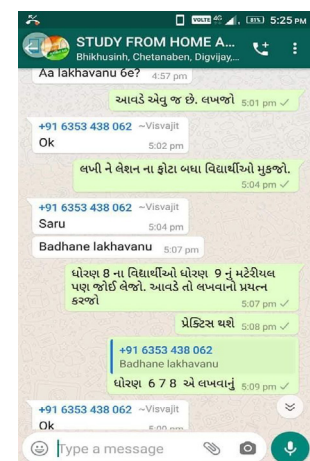 VOLTE 4G 81% 5:25 PM
STUDY FROM HOME A...
Bhikhusinh, Chetanaben, Digvijay,...
Aa lakhavanu 6e? 4:57 pm
આવડે એવુ જ છે. લખજો 5:01 pm
+91 6353 438 062 ~Visvajit
Ok 5:02 pm
લખી ને લેશન ના ફોટા બધા વિદ્યાર્થીઓ મુકજો.
5:04 pm
+91 6353 438 062 ~Visvajit
Saru 5:04 pm
Badhane lakhavanu 5:07 pm
ધોરણ 8 ના વિદ્યાર્થીઓ ધોરણ 9 નું મટેરીયલ
પણ જોઈ લેજો. આવડે તો લખવાનો પ્રયત્ન
કરજો 5:07 pm
પ્રેક્ટિસ થશે 5:08 pm
+91 6353 438 062
Badhane lakhavanu
ધોરણ 6 7 8 એ લખવાનું 5:09 pm
+91 6353 438 062 ~Visvajit
Ok 5:09 pm
Type a message